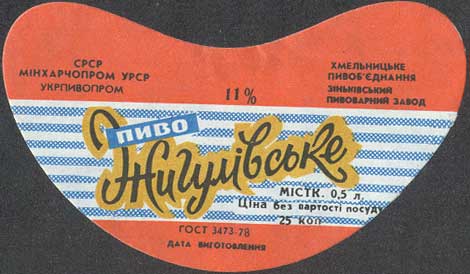 СРСР
МІНХАРЧОПРОМ УРСР
УКРПИВОПРОМ
11%
ХМЕЛЬНИЦЬКЕ
ПИВОБ'ЄДНАННЯ
ЗІНЬКІВСЬКИЙ
ПИВОВАРНИЙ ЗАВОД
ПИВО
Жигулівське
МІСТК. 0,5 л.
Ціна без вартості посуду
25 коп
ГОСТ 3473-78
ДАТА ВИГОТОВЛЕННЯ